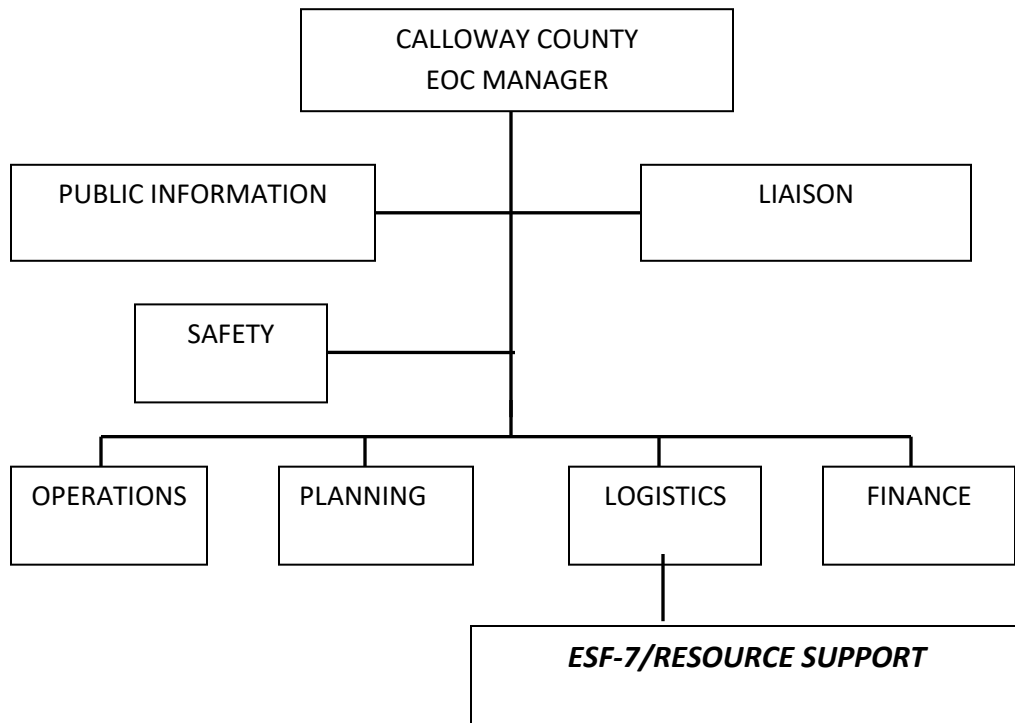 CALLOWAY COUNTY
EOC MANAGER
PUBLIC INFORMATION
LIAISON
SAFETY
OPERATIONS
PLANNING
LOGISTICS
FINANCE
ESF-7/RESOURCE SUPPORT